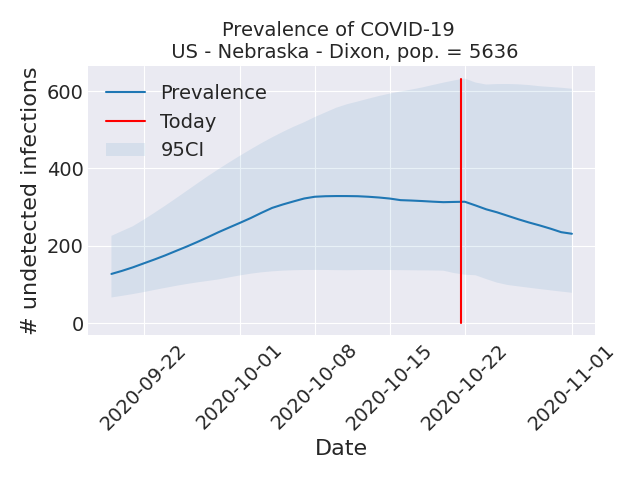 Prevalence of COVID-19
US - Nebraska - Dixon, pop. = 5636
# undetected infections
600
400
200
0
Prevalence
Today
95CI
2020-09-22
2020-10-01
2020-10-08
2020-10-15
2020-10-22
2020-11-01
Date